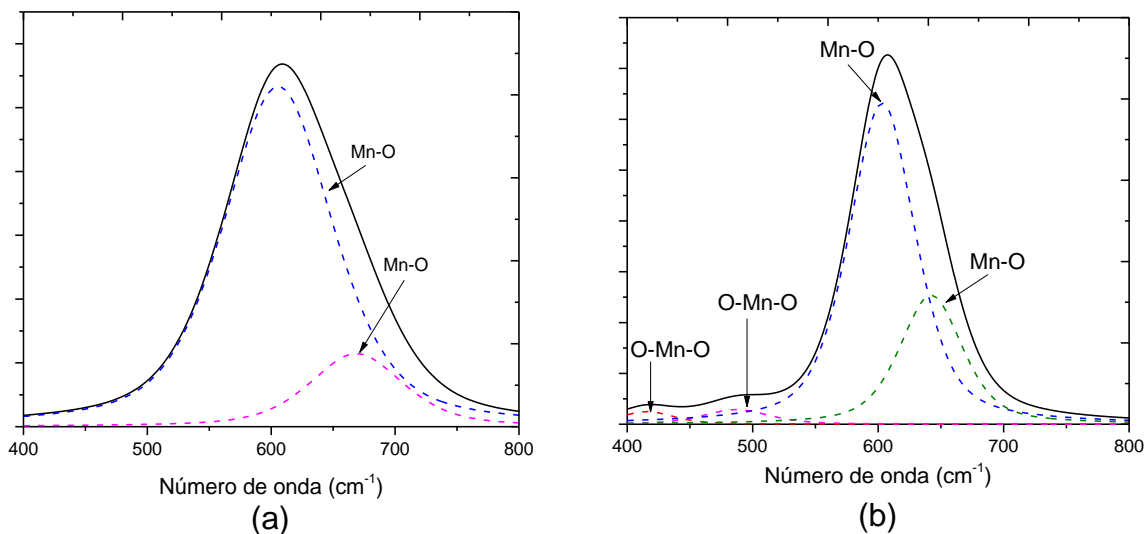 Mn-O
Mn-O
400 500 600 700 800
Número de onda (cm⁻¹)
(a)
Mn-O
Mn-O
O-Mn-O
O-Mn-O
400 500 600 700 800
Número de onda (cm⁻¹)
(b)